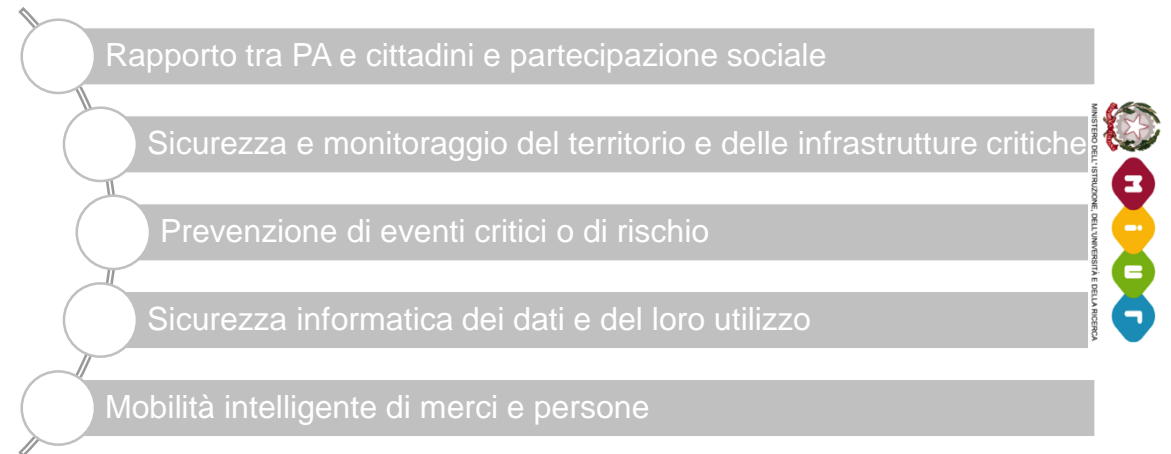 Rapporto tra PA e cittadini e partecipazione sociale
Sicurezza e monitoraggio del territorio e delle infrastrutture critiche
Prevenzione di eventi critici o di rischio
Sicurezza informatica dei dati e del loro utilizzo
Mobilità intelligente di merci e persone
MINISTERO DELL'ISTRUZIONE, DELL'UNIVERSITÀ E DELLA RICERCA
Miur